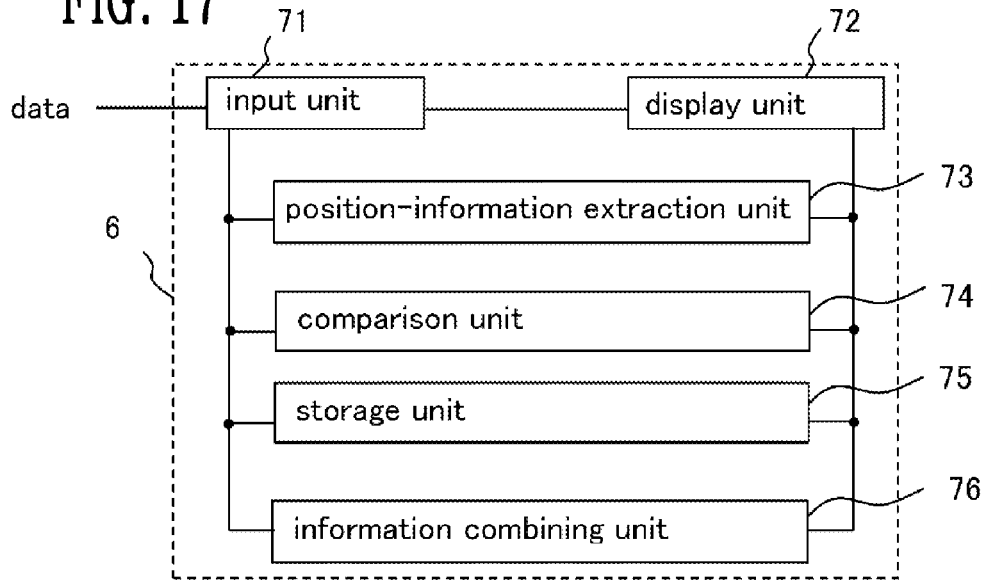 FIG. 17
71
72
data
input unit
display unit
73
position-information extraction unit
6
74
comparison unit
75
storage unit
76
information combining unit